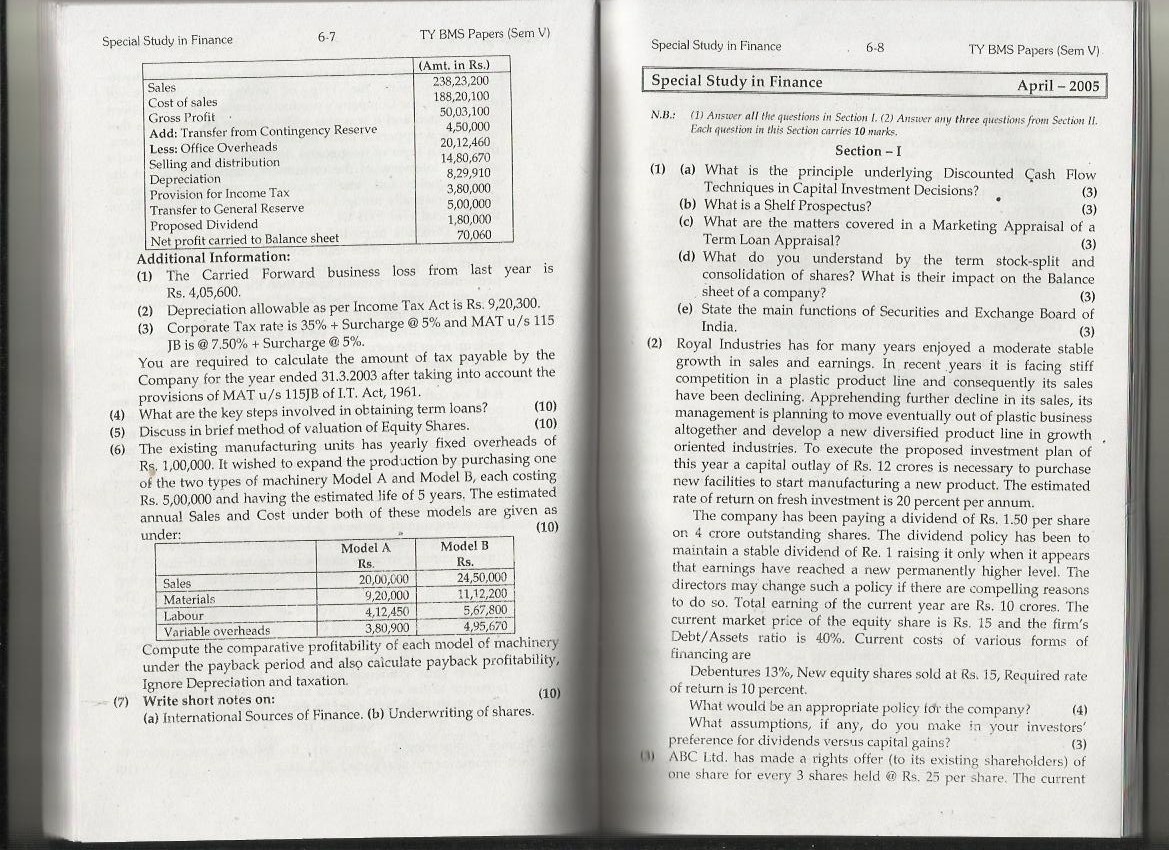 Special Study in Finance 6-7 TY BMS Papers (Sem V)
(Amt. in Rs.)
Sales 238,23,200
Cost of sales 188,20,100
Gross Profit 50,03,100
Add: Transfer from Contingency Reserve 4,50,000
Less: Office Overheads 20,12,460
Selling and distribution 14,80,670
Depreciation 8,29,910
Provision for Income Tax 3,80,000
Transfer to General Reserve 5,00,000
Proposed Dividend 1,80,000
Net profit carried to Balance sheet 70,060
Additional Information:
(1) The Carried Forward business loss from last year is
Rs. 4,05,600.
(2) Depreciation allowable as per Income Tax Act is Rs. 9,20,300.
(3) Corporate Tax rate is 35% + Surcharge @ 5% and MAT u/s 115
JB is @ 7.50% + Surcharge @ 5%.
You are required to calculate the amount of tax payable by the
Company for the year ended 31.3.2003 after taking into account the
provisions of MAT u/s 115JB of I.T. Act, 1961.
(4) What are the key steps involved in obtaining term loans? (10)
(5) Discuss in brief method of valuation of Equity Shares. (10)
(6) The existing manufacturing units has yearly fixed overheads of
Rs. 1,00,000. It wished to expand the production by purchasing one
of the two types of machinery Model A and Model B, each costing
Rs. 5,00,000 and having the estimated life of 5 years. The estimated
annual Sales and Cost under both of these models are given as
under: (10)
Model A Model B
Rs. Rs.
Sales 20,00,000 24,50,000
Materials 9,20,000 11,12,200
Labour 4,12,450 5,67,800
Variable overheads 3,80,900 4,95,670
Compute the comparative profitability of each model of machinery
under the payback period and also calculate payback profitability,
Ignore Depreciation and taxation.
(7) Write short notes on: (10)
(a) International Sources of Finance. (b) Underwriting of shares.
Special Study in Finance 6-8 TY BMS Papers (Sem V)
Special Study in Finance April – 2005
N.B.: (1) Answer all the questions in Section I. (2) Answer any three questions from Section II.
Each question in this Section carries 10 marks.
Section – I
(1) (a) What is the principle underlying Discounted Cash Flow
Techniques in Capital Investment Decisions? (3)
(b) What is a Shelf Prospectus? (3)
(c) What are the matters covered in a Marketing Appraisal of a
Term Loan Appraisal? (3)
(d) What do you understand by the term stock-split and
consolidation of shares? What is their impact on the Balance
sheet of a company? (3)
(e) State the main functions of Securities and Exchange Board of
India. (3)
(2) Royal Industries has for many years enjoyed a moderate stable
growth in sales and earnings. In recent years it is facing stiff
competition in a plastic product line and consequently its sales
have been declining. Apprehending further decline in its sales, its
management is planning to move eventually out of plastic business
altogether and develop a new diversified product line in growth
oriented industries. To execute the proposed investment plan of
this year a capital outlay of Rs. 12 crores is necessary to purchase
new facilities to start manufacturing a new product. The estimated
rate of return on fresh investment is 20 percent per annum.
The company has been paying a dividend of Rs. 1.50 per share
on 4 crore outstanding shares. The dividend policy has been to
maintain a stable dividend of Re. 1 raising it only when it appears
that earnings have reached a new permanently higher level. The
directors may change such a policy if there are compelling reasons
to do so. Total earning of the current year are Rs. 10 crores. The
current market price of the equity share is Rs. 15 and the firm's
Debt/Assets ratio is 40%. Current costs of various forms of
financing are
Debentures 13%, New equity shares sold at Rs. 15, Required rate
of return is 10 percent.
What would be an appropriate policy for the company? (4)
What assumptions, if any, do you make in your investors'
preference for dividends versus capital gains? (3)
(3) ABC Ltd. has made a rights offer (to its existing shareholders) of
one share for every 3 shares held @ Rs. 25 per share. The current